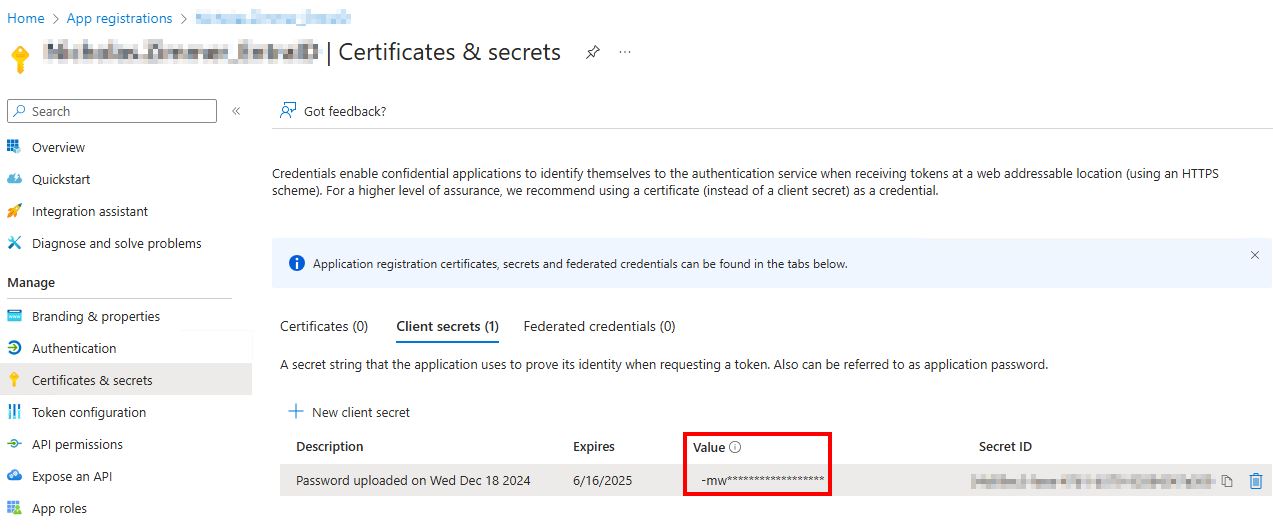 Home > App registrations >
| Certificates & secrets ...
Search «
Got feedback?
Overview
Quickstart
Integration assistant
Diagnose and solve problems
Manage
Branding & properties
Authentication
Certificates & secrets
Token configuration
API permissions
Expose an API
App roles
Credentials enable confidential applications to identify themselves to the authentication service when receiving tokens at a web addressable location (using an HTTPS
scheme). For a higher level of assurance, we recommend using a certificate (instead of a client secret) as a credential.
Application registration certificates, secrets and federated credentials can be found in the tabs below.
Certificates (0) Client secrets (1) Federated credentials (0)
A secret string that the application uses to prove its identity when requesting a token. Also can be referred to as application password.
New client secret
Description Expires Value Secret ID
Password uploaded on Wed Dec 18 2024 6/16/2025 -mw******************